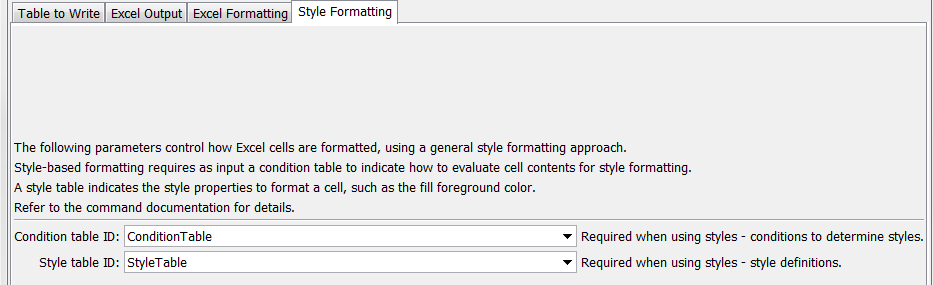 Table to Write Excel Output Excel Formatting Style Formatting
The following parameters control how Excel cells are formatted, using a general style formatting approach.
Style-based formatting requires as input a condition table to indicate how to evaluate cell contents for style formatting.
A style table indicates the style properties to format a cell, such as the fill foreground color.
Refer to the command documentation for details.
Condition table ID: ConditionTable Required when using styles - conditions to determine styles.
Style table ID: StyleTable Required when using styles - style definitions.